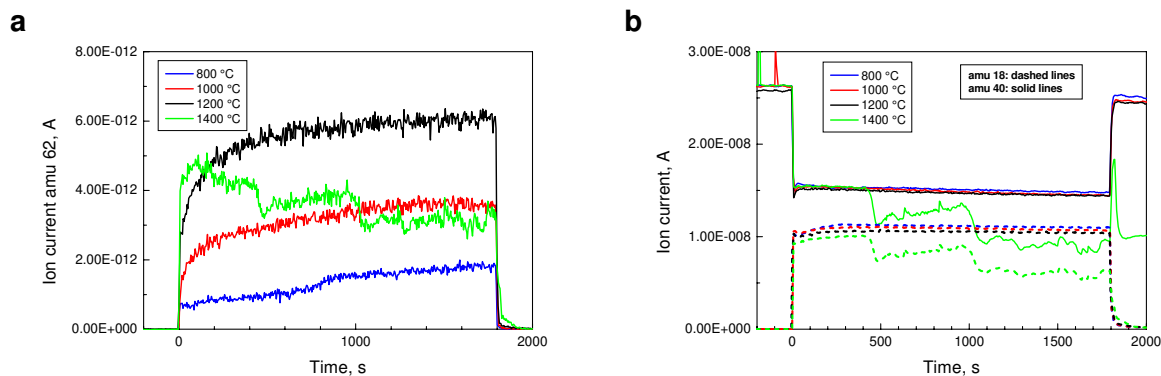 a
8.00E-012
6.00E-012
4.00E-012
2.00E-012
0.00E+000
Ion current amu 62, A
800 °C
1000 °C
1200 °C
1400 °C
0
1000
2000
Time, s
b
3.00E-008
2.00E-008
1.00E-008
0.00E+000
Ion current, A
800 °C
1000 °C
1200 °C
1400 °C
amu 18: dashed lines
amu 40: solid lines
0
500
1000
1500
2000
Time, s